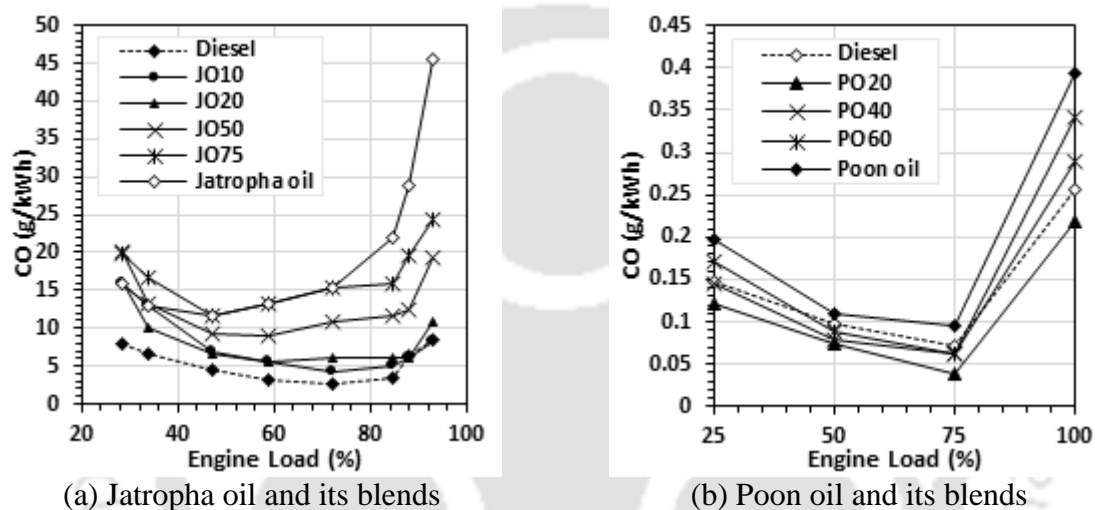 50
45
40
35
30
25
20
15
10
5
0
CO (g/kWh)
Diesel
JO10
JO20
JO50
JO75
Jatropha oil
20 40 60 80 100
Engine Load (%)
(a) Jatropha oil and its blends
0.45
0.4
0.35
0.3
0.25
0.2
0.15
0.1
0.05
0
CO (g/kWh)
Diesel
PO20
PO40
PO60
Poon oil
25 50 75 100
Engine Load (%)
(b) Poon oil and its blends